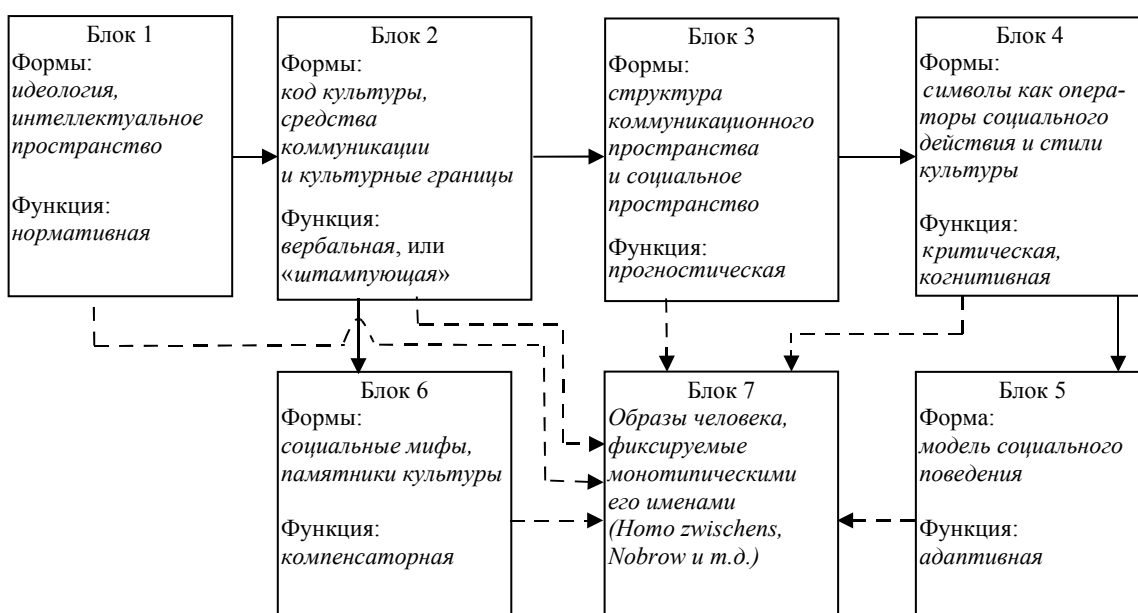 Блок 1
Формы:
идеология,
интеллектуальное
пространство
Функция:
нормативная
Блок 2
Формы:
код культуры,
средства
коммуникации
и культурные границы
Функция:
вербальная, или
«штампующая»
Блок 3
Формы:
структура
коммуникационного
пространства
и социальное
пространство
Функция:
прогностическая
Блок 4
Формы:
символы как опера-
торы социального
действия и стили
культуры
Функция:
критическая,
когнитивная
Блок 6
Формы:
социальные мифы,
памятники культуры
Функция:
компенсаторная
Блок 7
Образы человека,
фиксируемые
монотипическими
его именами
(Homo zwischens,
Nobrow и т.д.)
Блок 5
Форма:
модель социального
поведения
Функция:
адаптивная